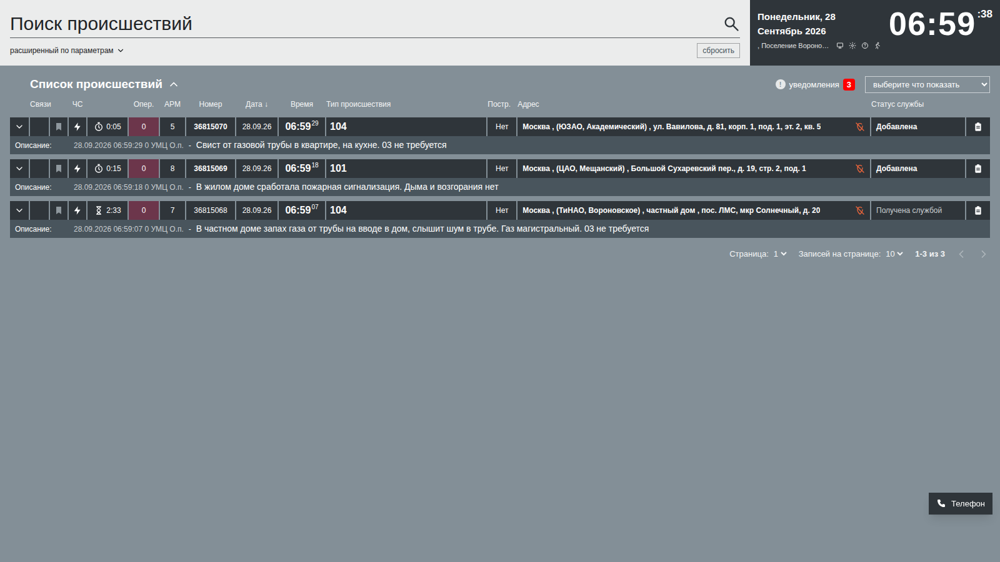 Поиск происшествий
расширенный по параметрам
сбросить
Понедельник, 28
Сентябрь 2026
, Поселение Вороно…
06:59 :38
Список происшествий
! уведомления 3
выберите что показать
Связи ЧС Опер. АРМ Номер Дата ↓ Время Тип происшествия Постр. Адрес Статус службы
0:05 0 5 36815070 28.09.26 06:59 29 104 Нет Москва , (ЮЗАО, Академический) , ул. Вавилова, д. 81, корп. 1, под. 1, эт. 2, кв. 5 Добавлена
Описание: 28.09.2026 06:59:29 0 УМЦ О.п. - Свист от газовой трубы в квартире, на кухне. 03 не требуется
0:15 0 8 36815069 28.09.26 06:59 18 101 Нет Москва , (ЦАО, Мещанский) , Большой Сухаревский пер., д. 19, стр. 2, под. 1 Добавлена
Описание: 28.09.2026 06:59:18 0 УМЦ О.п. - В жилом доме сработала пожарная сигнализация. Дыма и возгорания нет
2:33 0 7 36815068 28.09.26 06:59 07 104 Нет Москва , (ТиНАО, Вороновское) , частный дом , пос. ЛМС, мкр Солнечный, д. 20 Получена службой
Описание: 28.09.2026 06:59:07 0 УМЦ О.п. - В частном доме запах газа от трубы на вводе в дом, слышит шум в трубе. Газ магистральный. 03 не требуется
Страница: 1 Записей на странице: 10 1-3 из 3
Телефон